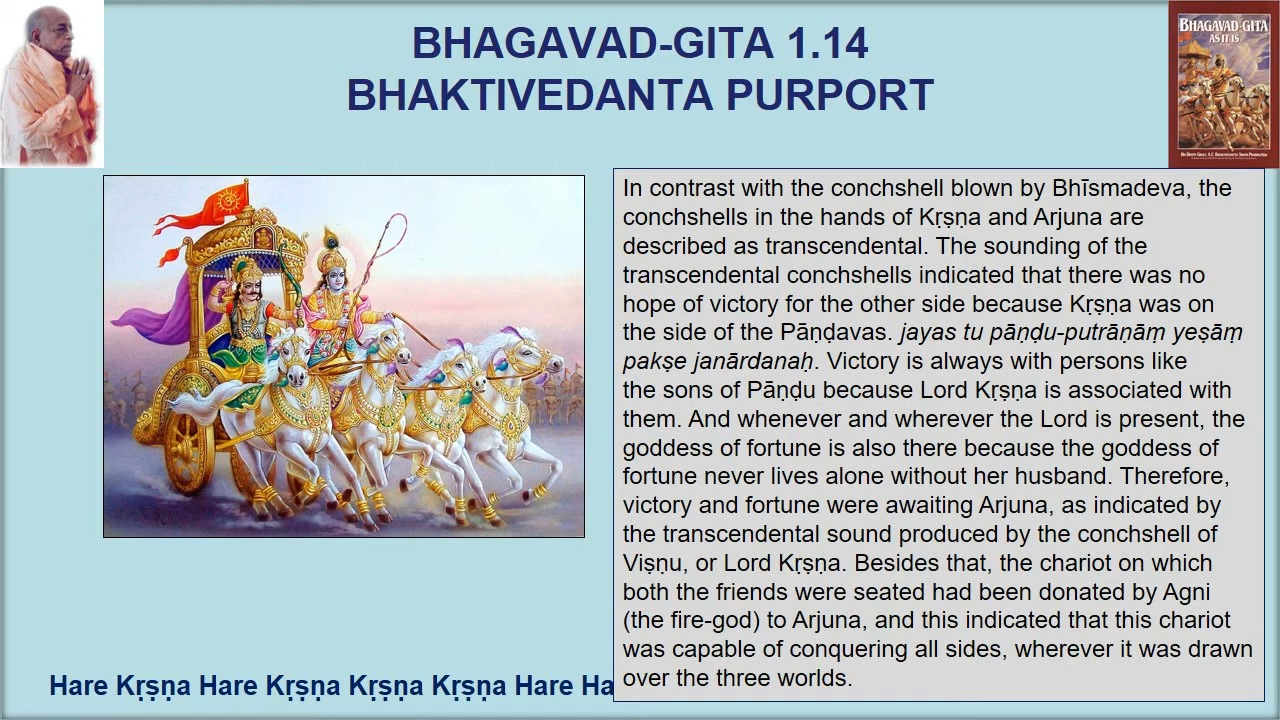 BHAGAVAD-GITA 1.14
BHAKTIVEDANTA PURPORT
BHAGAVAD-GITA
AS IT IS
In contrast with the conchshell blown by Bhīsmadeva, the
conchshells in the hands of Kṛṣṇa and Arjuna are
described as transcendental. The sounding of the
transcendental conchshells indicated that there was no
hope of victory for the other side because Kṛṣṇa was on
the side of the Pāṇḍavas. jayas tu pāṇḍu-putrāṇāṃ yeṣāṃ
pakṣe janārdanaḥ. Victory is always with persons like
the sons of Pāṇḍu because Lord Kṛṣṇa is associated with
them. And whenever and wherever the Lord is present, the
goddess of fortune is also there because the goddess of
fortune never lives alone without her husband. Therefore,
victory and fortune were awaiting Arjuna, as indicated by
the transcendental sound produced by the conchshell of
Viṣṇu, or Lord Kṛṣṇa. Besides that, the chariot on which
both the friends were seated had been donated by Agni
(the fire-god) to Arjuna, and this indicated that this chariot
was capable of conquering all sides, wherever it was drawn
over the three worlds.
Hare Kṛṣṇa Hare Kṛṣṇa Kṛṣṇa Kṛṣṇa Hare Ha